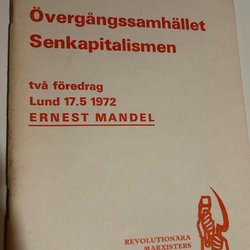 Övergångssamhället
Senkapitalismen
två föredrag
Lund 17.5 1972
ERNEST MANDEL
REVOLUTIONÄRA
MARXISTERS